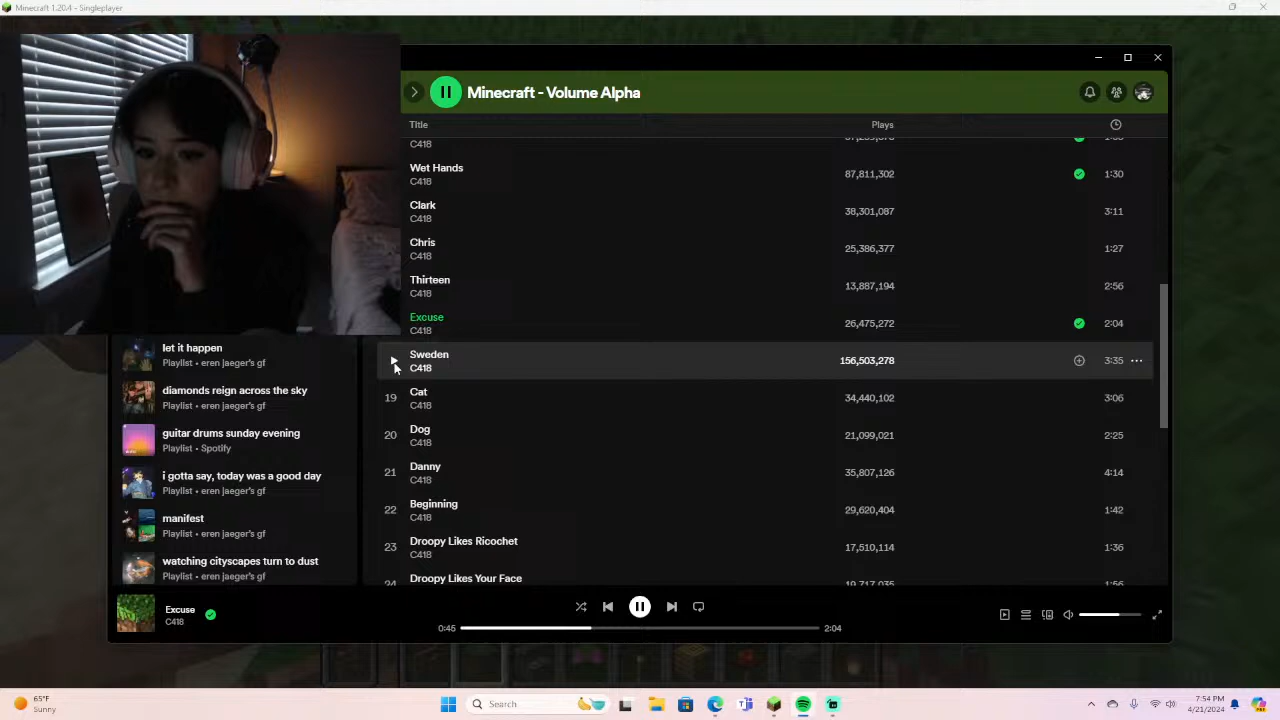 Minecraft 1.20.4 - Singleplayer
Minecraft - Volume Alpha
Title Plays
C418
Wet Hands 87,811,302 1:30
C418
Clark 38,301,087 3:11
C418
Chris 25,386,377 1:27
C418
Thirteen 13,887,194 2:56
C418
Excuse 26,475,272 2:04
C418
Sweden 156,503,278 3:35
C418
19 Cat 34,440,102 3:06
C418
20 Dog 21,099,021 2:25
C418
21 Danny 35,807,126 4:14
C418
22 Beginning 29,620,404 1:42
C418
23 Droopy Likes Ricochet 17,510,114 1:36
C418
24 Droopy Likes Your Face 19,717,035 1:56
let it happen
Playlist • eren jaeger's gf
diamonds reign across the sky
Playlist • eren jaeger's gf
guitar drums sunday evening
Playlist • Spotify
i gotta say, today was a good day
Playlist • eren jaeger's gf
manifest
Playlist • eren jaeger's gf
watching cityscapes turn to dust
Playlist • eren jaeger's gf
Excuse
C418
0:45 2:04
65°F
Sunny
Search
7:54 PM
4/21/2024